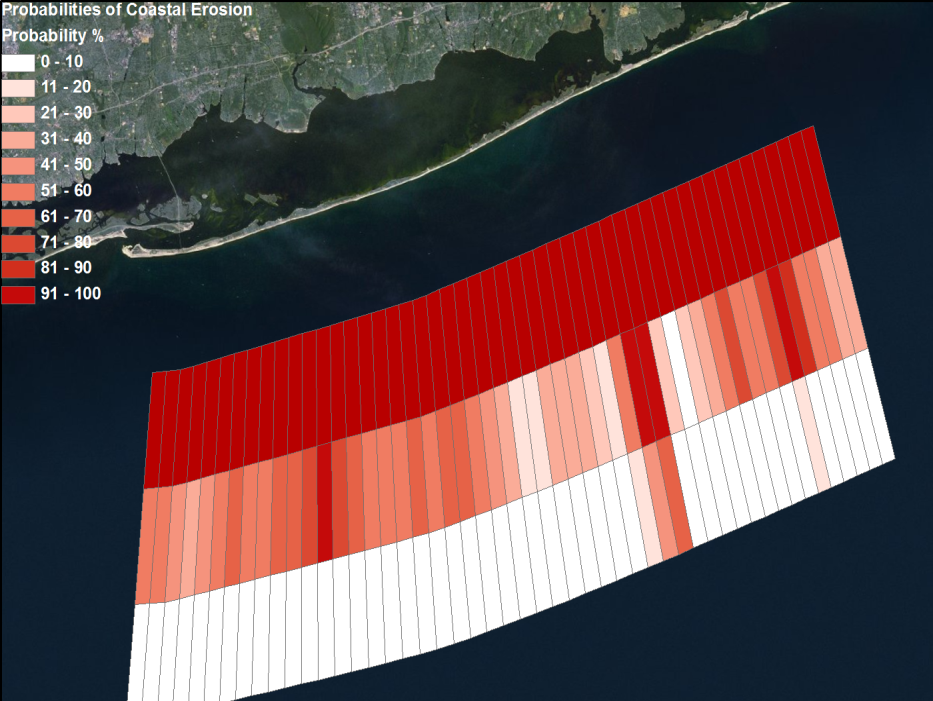 Probabilities of Coastal Erosion
Probability %
0 - 10
11 - 20
21 - 30
31 - 40
41 - 50
51 - 60
61 - 70
71 - 80
81 - 90
91 - 100